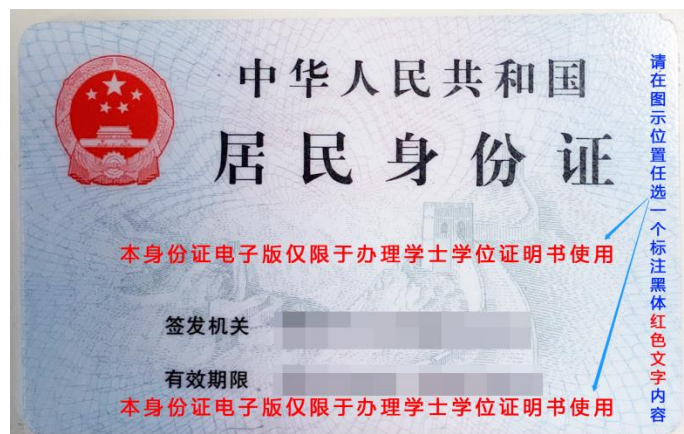 中华人民共和国
居民身份证
本身份证电子版仅限于办理学士学位证明书使用
签发机关
有效期限
本身份证电子版仅限于办理学士学位证明书使用
请在图示位置任选一个标注黑体红色文字内容